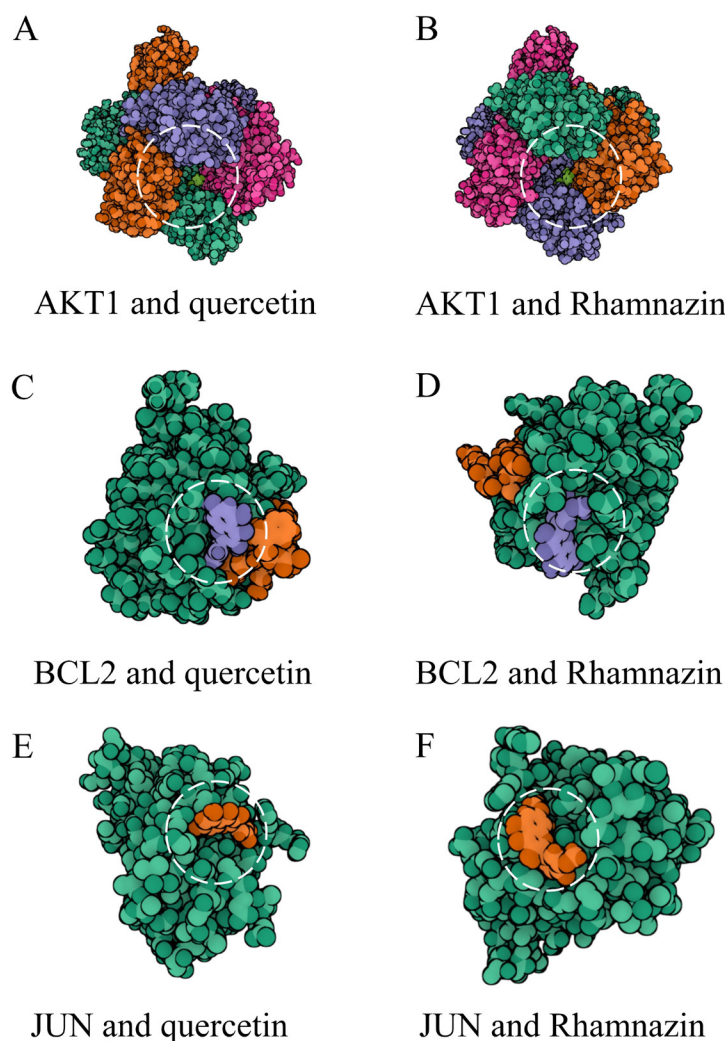 A
B
AKT1 and quercetin
AKT1 and Rhamnazin
C
D
BCL2 and quercetin
BCL2 and Rhamnazin
E
F
JUN and quercetin
JUN and Rhamnazin